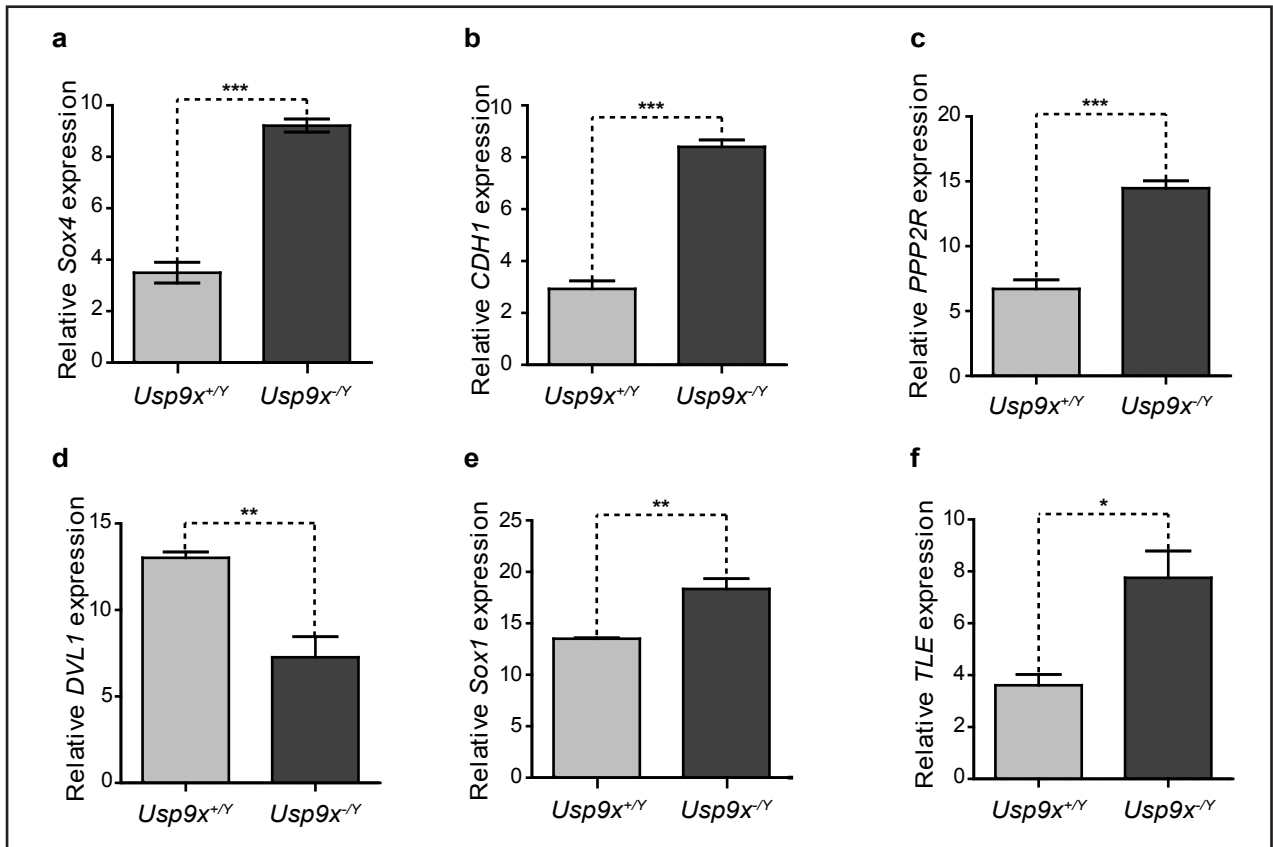 a
Relative Sox4 expression
10
8
6
4
2
0
***
Usp9x+/Y Usp9x-/Y
b
Relative CDH1 expression
10
8
6
4
2
0
***
Usp9x+/Y Usp9x-/Y
c
Relative PPP2R expression
20
15
10
5
0
***
Usp9x+/Y Usp9x-/Y
d
Relative DVL1 expression
15
10
5
0
**
Usp9x+/Y Usp9x-/Y
e
Relative Sox1 expression
25
20
15
10
5
0
**
Usp9x+/Y Usp9x-/Y
f
Relative TLE expression
10
8
6
4
2
0
*
Usp9x+/Y Usp9x-/Y